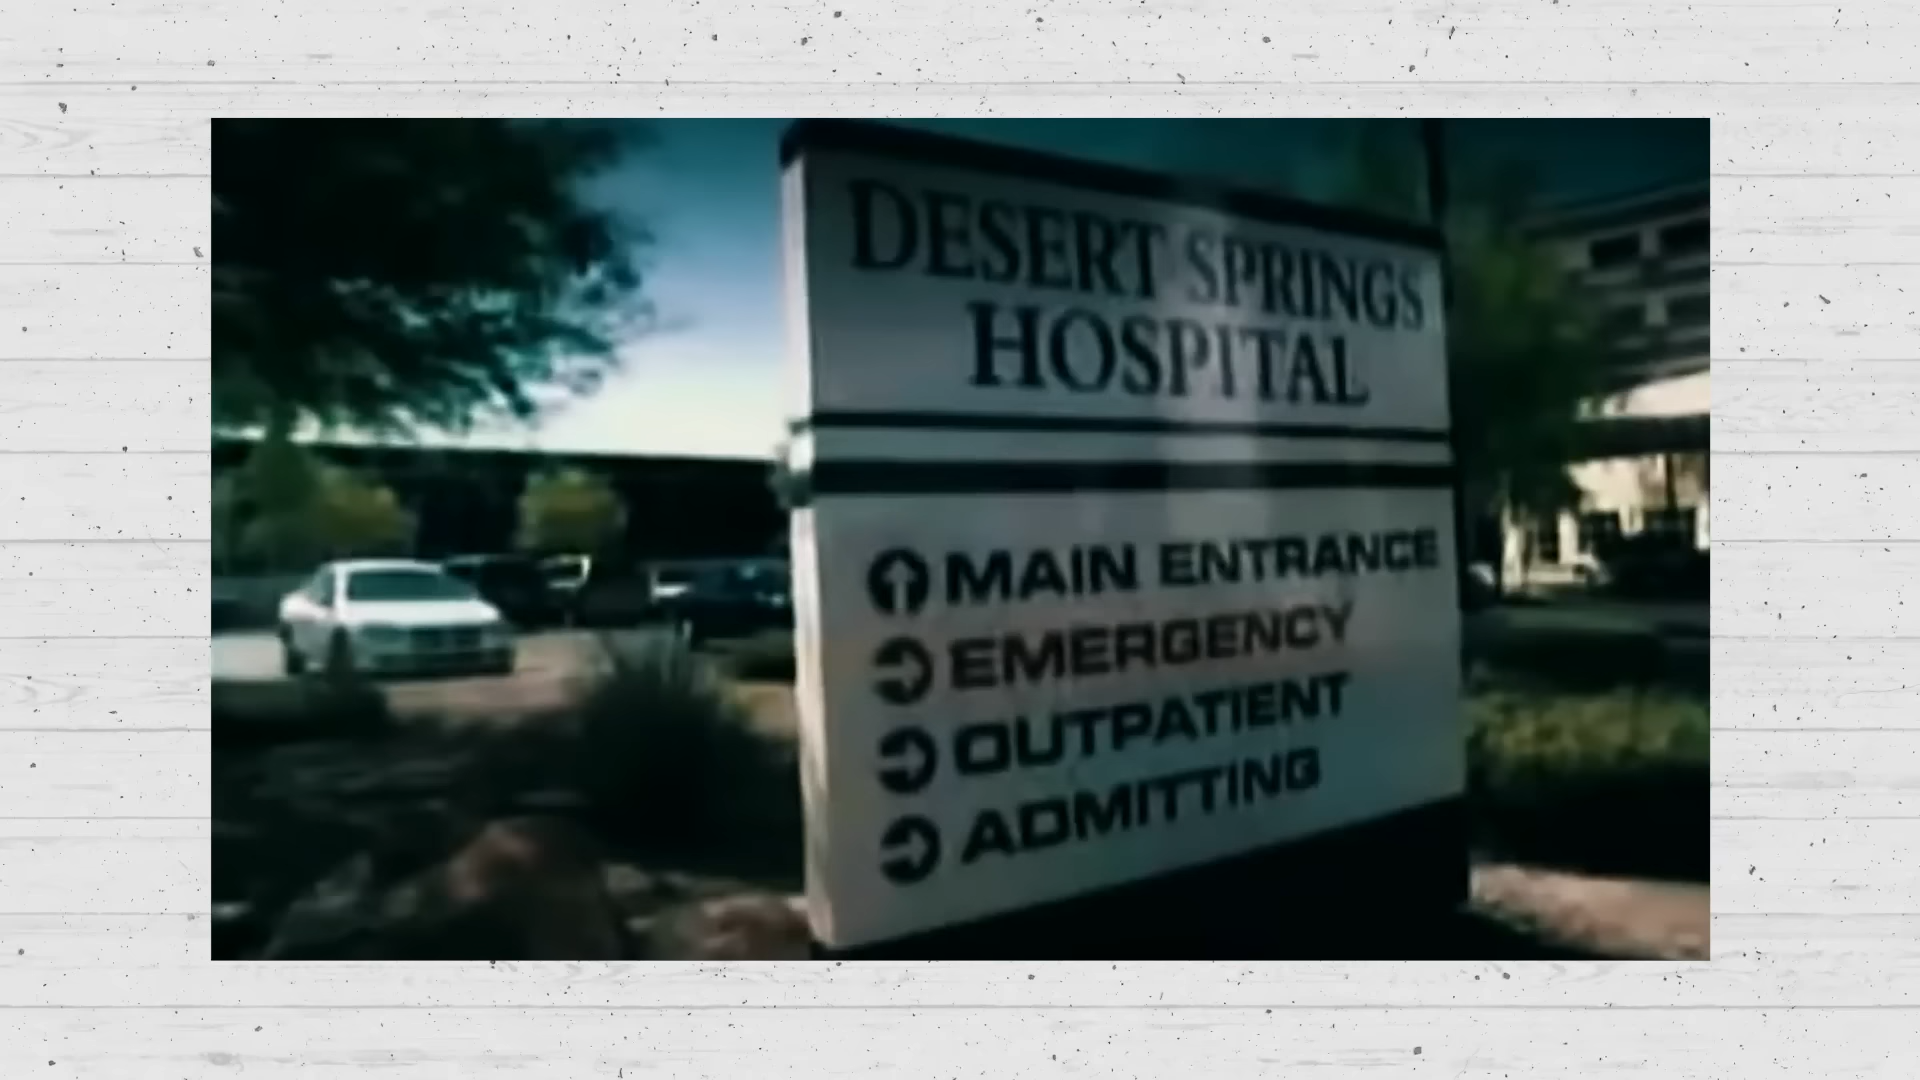 DESERT SPRINGS
HOSPITAL
MAIN ENTRANCE
EMERGENCY
OUTPATIENT
ADMITTING